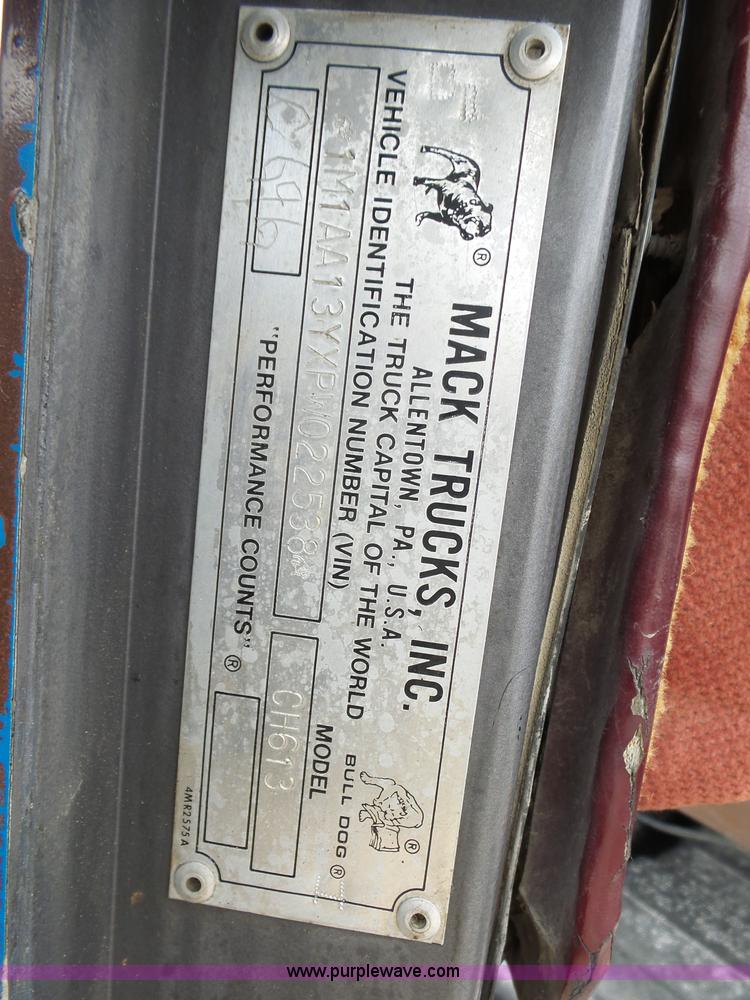 MACK TRUCKS, INC.
ALLENTOWN, PA., U.S.A.
THE TRUCK CAPITAL OF THE WORLD
BULL DOG ®
®
®
VEHICLE IDENTIFICATION NUMBER (VIN)
MODEL
*1M1AA13YXPW022538*
CH613
"PERFORMANCE COUNTS" ®
4MR2575A
www.purplewave.com